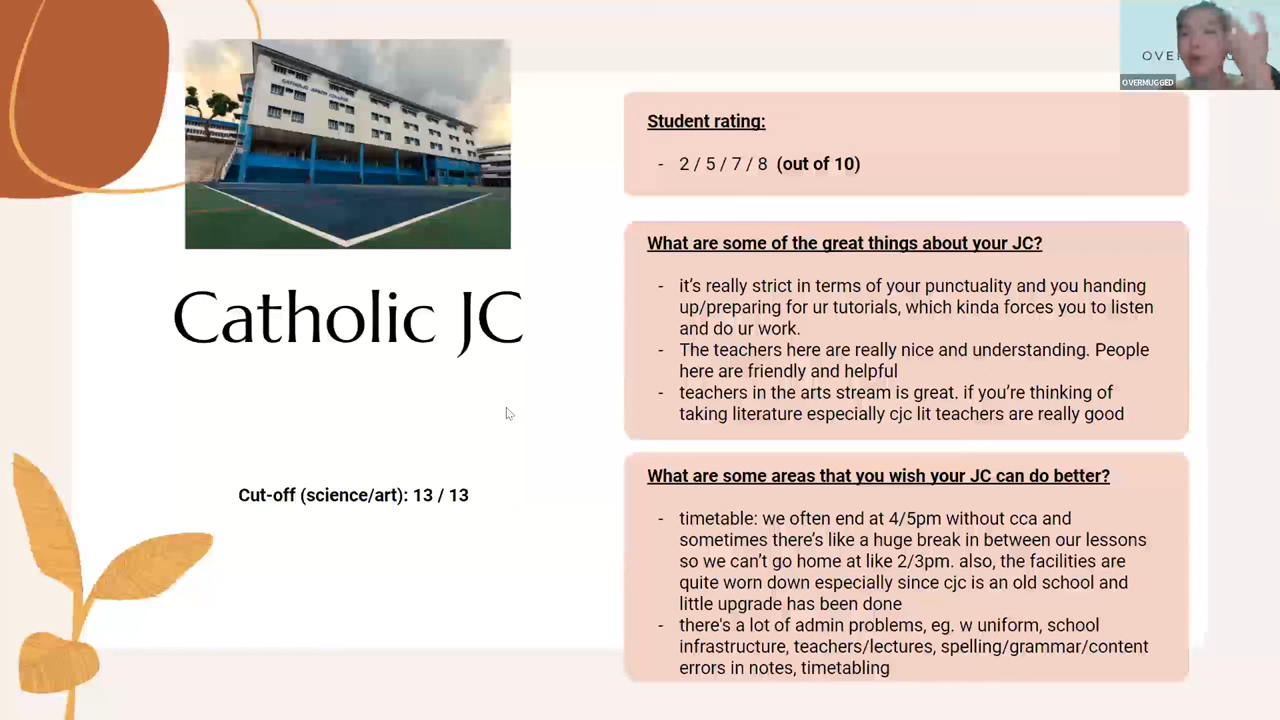 OVERMUGGED
CATHOLIC JUNIOR COLLEGE
Student rating:
- 2 / 5 / 7 / 8 (out of 10)
What are some of the great things about your JC?
- it’s really strict in terms of your punctuality and you handing
up/preparing for ur tutorials, which kinda forces you to listen
and do ur work.
- The teachers here are really nice and understanding. People
here are friendly and helpful
- teachers in the arts stream is great. if you’re thinking of
taking literature especially cjc lit teachers are really good
Catholic JC
Cut-off (science/art): 13 / 13
What are some areas that you wish your JC can do better?
- timetable: we often end at 4/5pm without cca and
sometimes there’s like a huge break in between our lessons
so we can’t go home at like 2/3pm. also, the facilities are
quite worn down especially since cjc is an old school and
little upgrade has been done
- there's a lot of admin problems, eg. w uniform, school
infrastructure, teachers/lectures, spelling/grammar/content
errors in notes, timetabling